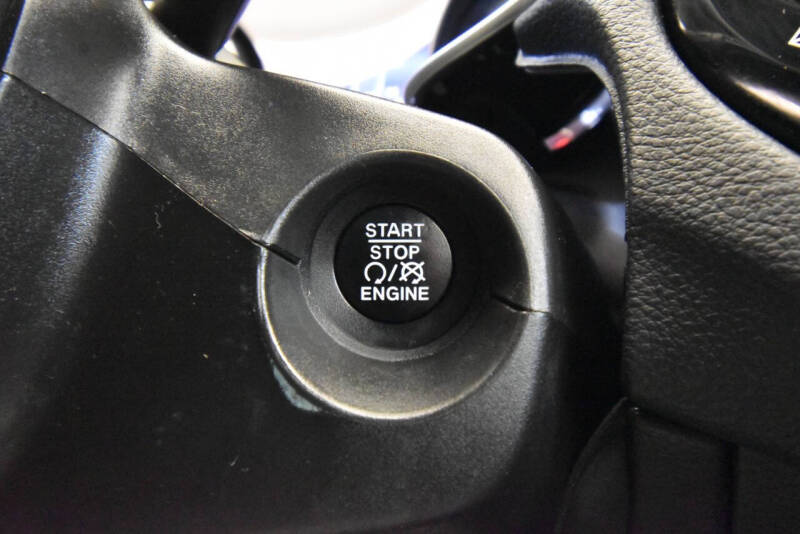 START
STOP
/
ENGINE